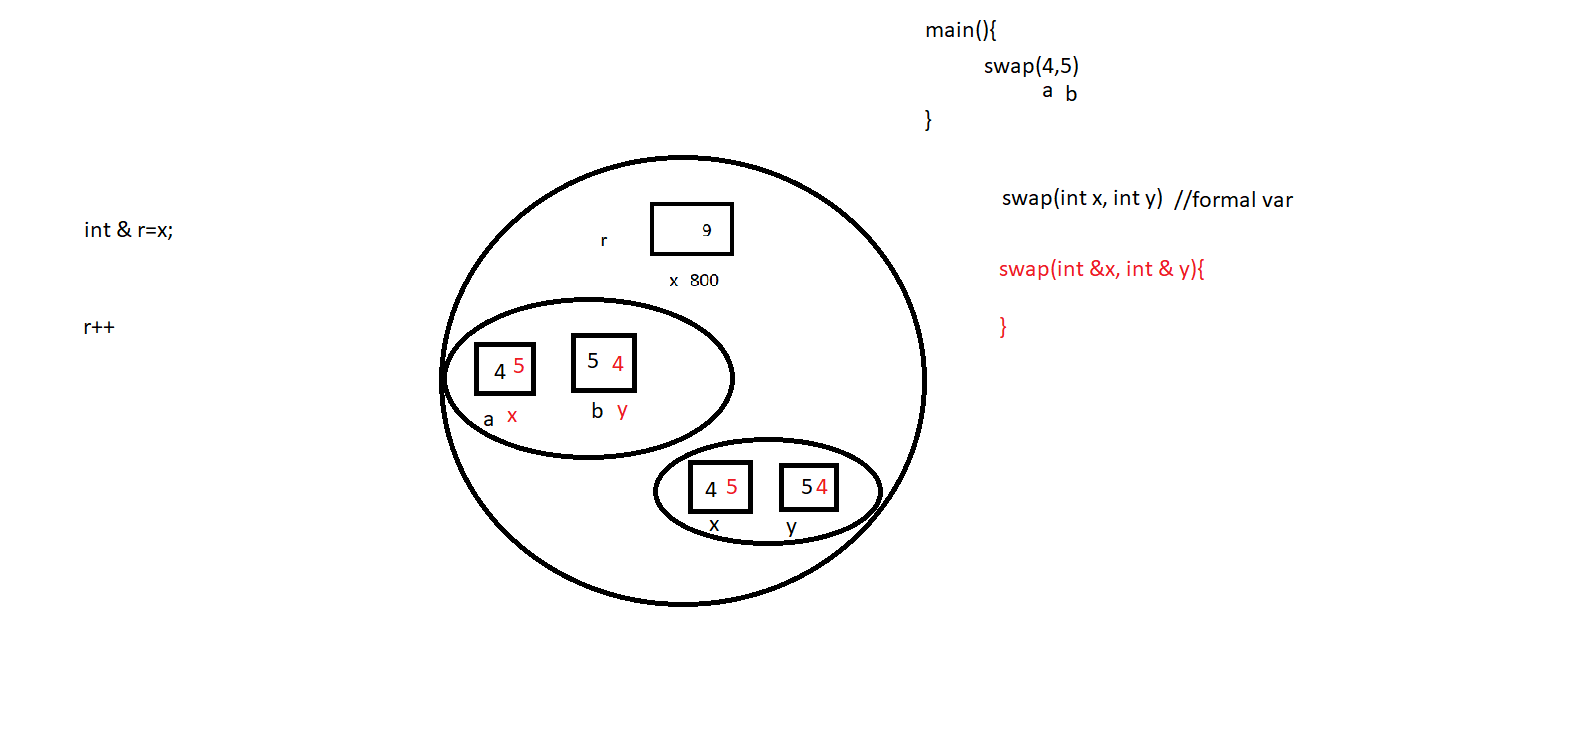 main(){
swap(4,5)
a b
}
swap(int x, int y) //formal var
int & r=x;
swap(int &x, int & y){
}
r++
r
9
x 800
4 5
5 4
a x
b y
4 5
5 4
x
y